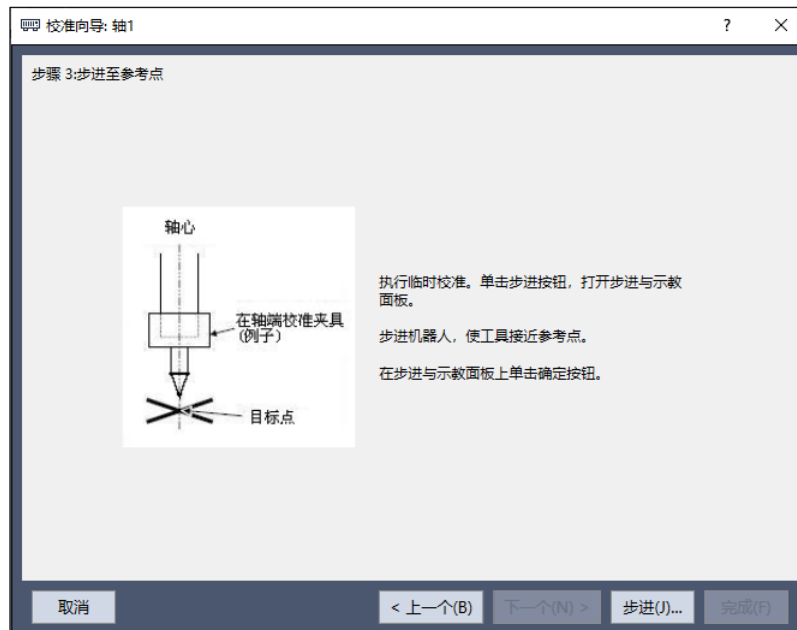 校准向导: 轴1
步骤 3:步进至参考点
轴心
在轴端校准夹具
(例子)
目标点
执行临时校准。单击步进按钮，打开步进与示教
面板。
步进机器人，使工具接近参考点。
在步进与示教面板上单击确定按钮。
取消
< 上一个(B)
下一个(N) >
步进(J)...
完成(F)